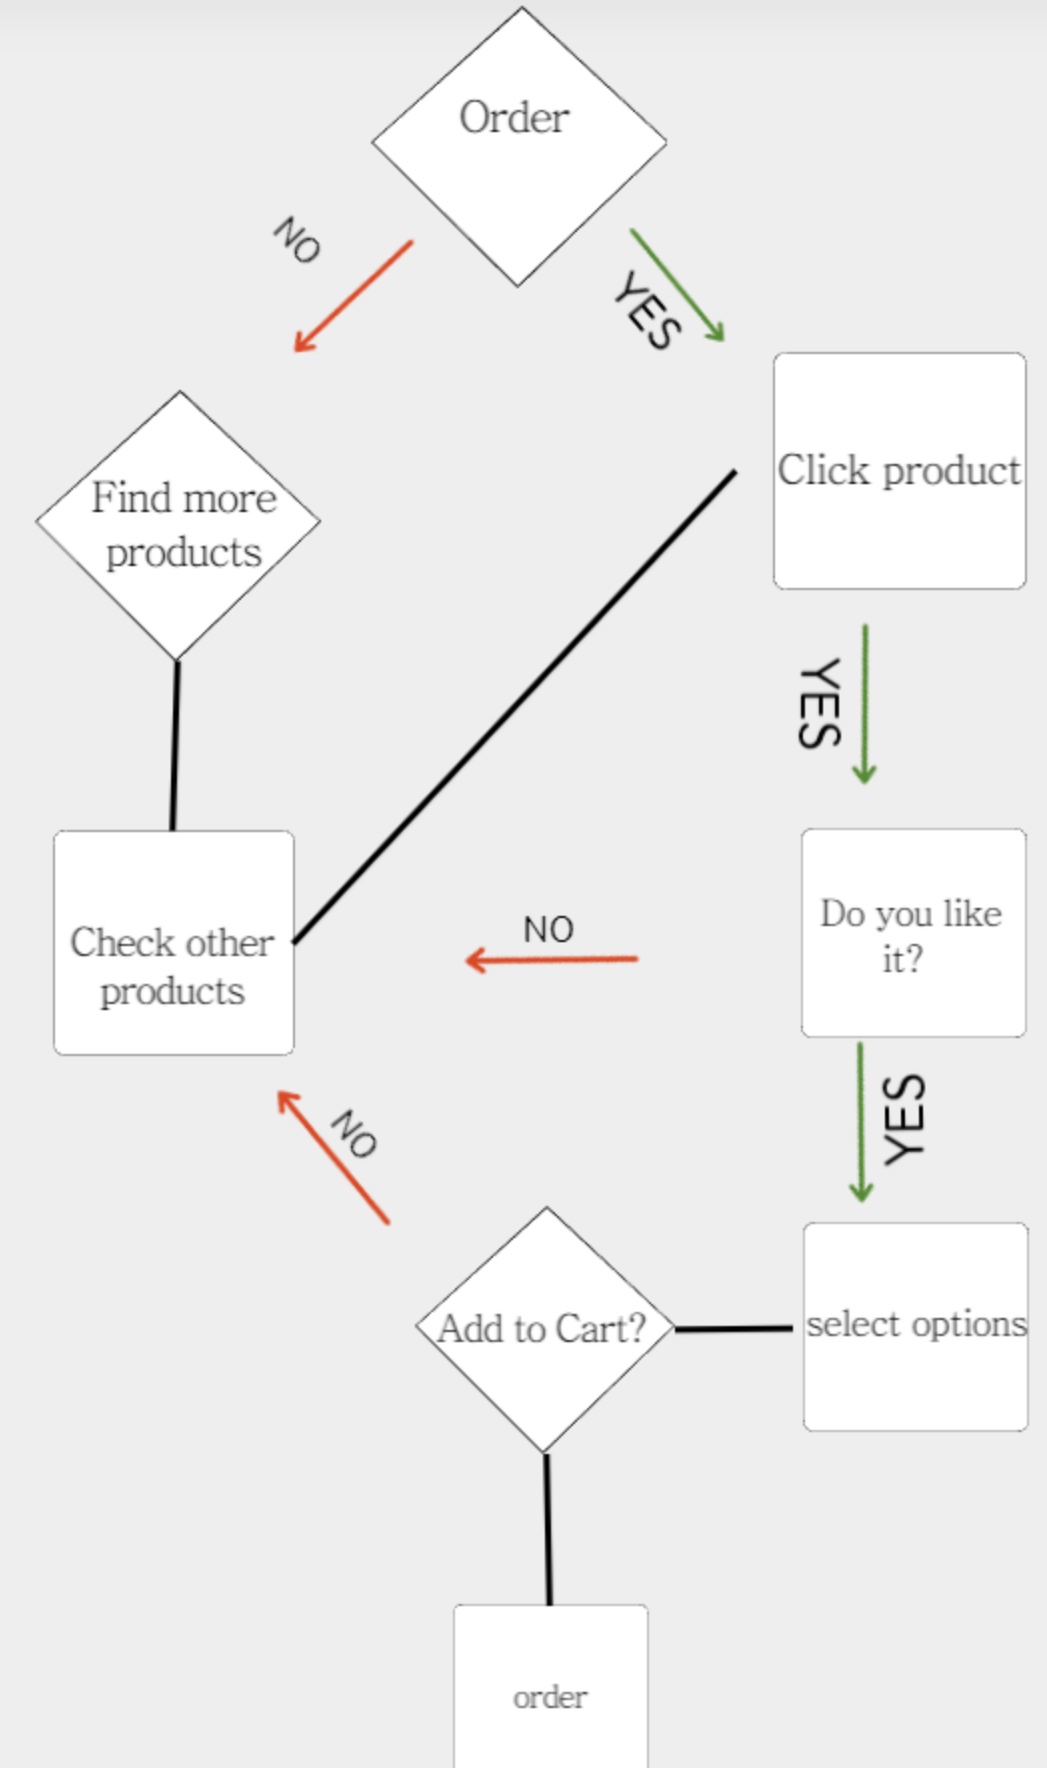 Order
NO
YES
Click product
Find more
products
YES
Do you like
it?
NO
Check other
products
YES
NO
Add to Cart?
select options
order